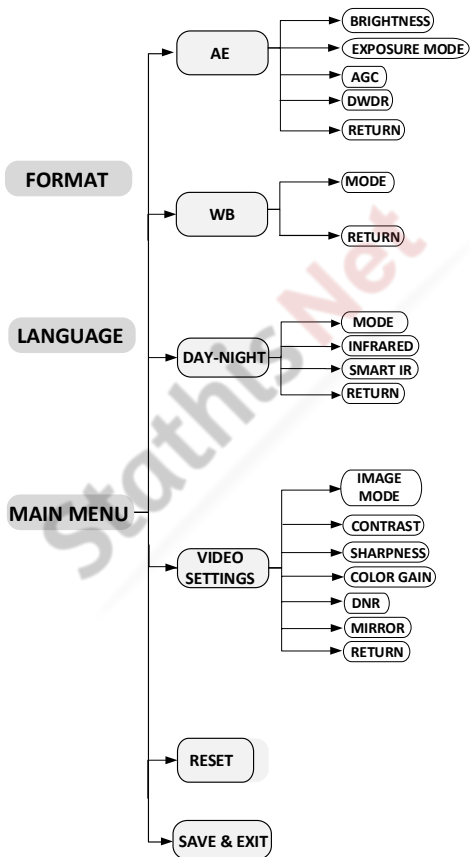 FORMAT
LANGUAGE
MAIN MENU
AE
BRIGHTNESS
EXPOSURE MODE
AGC
DWDR
RETURN
WB
MODE
RETURN
DAY-NIGHT
MODE
INFRARED
SMART IR
RETURN
VIDEO
SETTINGS
IMAGE
MODE
CONTRAST
SHARPNESS
COLOR GAIN
DNR
MIRROR
RETURN
RESET
SAVE & EXIT
StathisNet